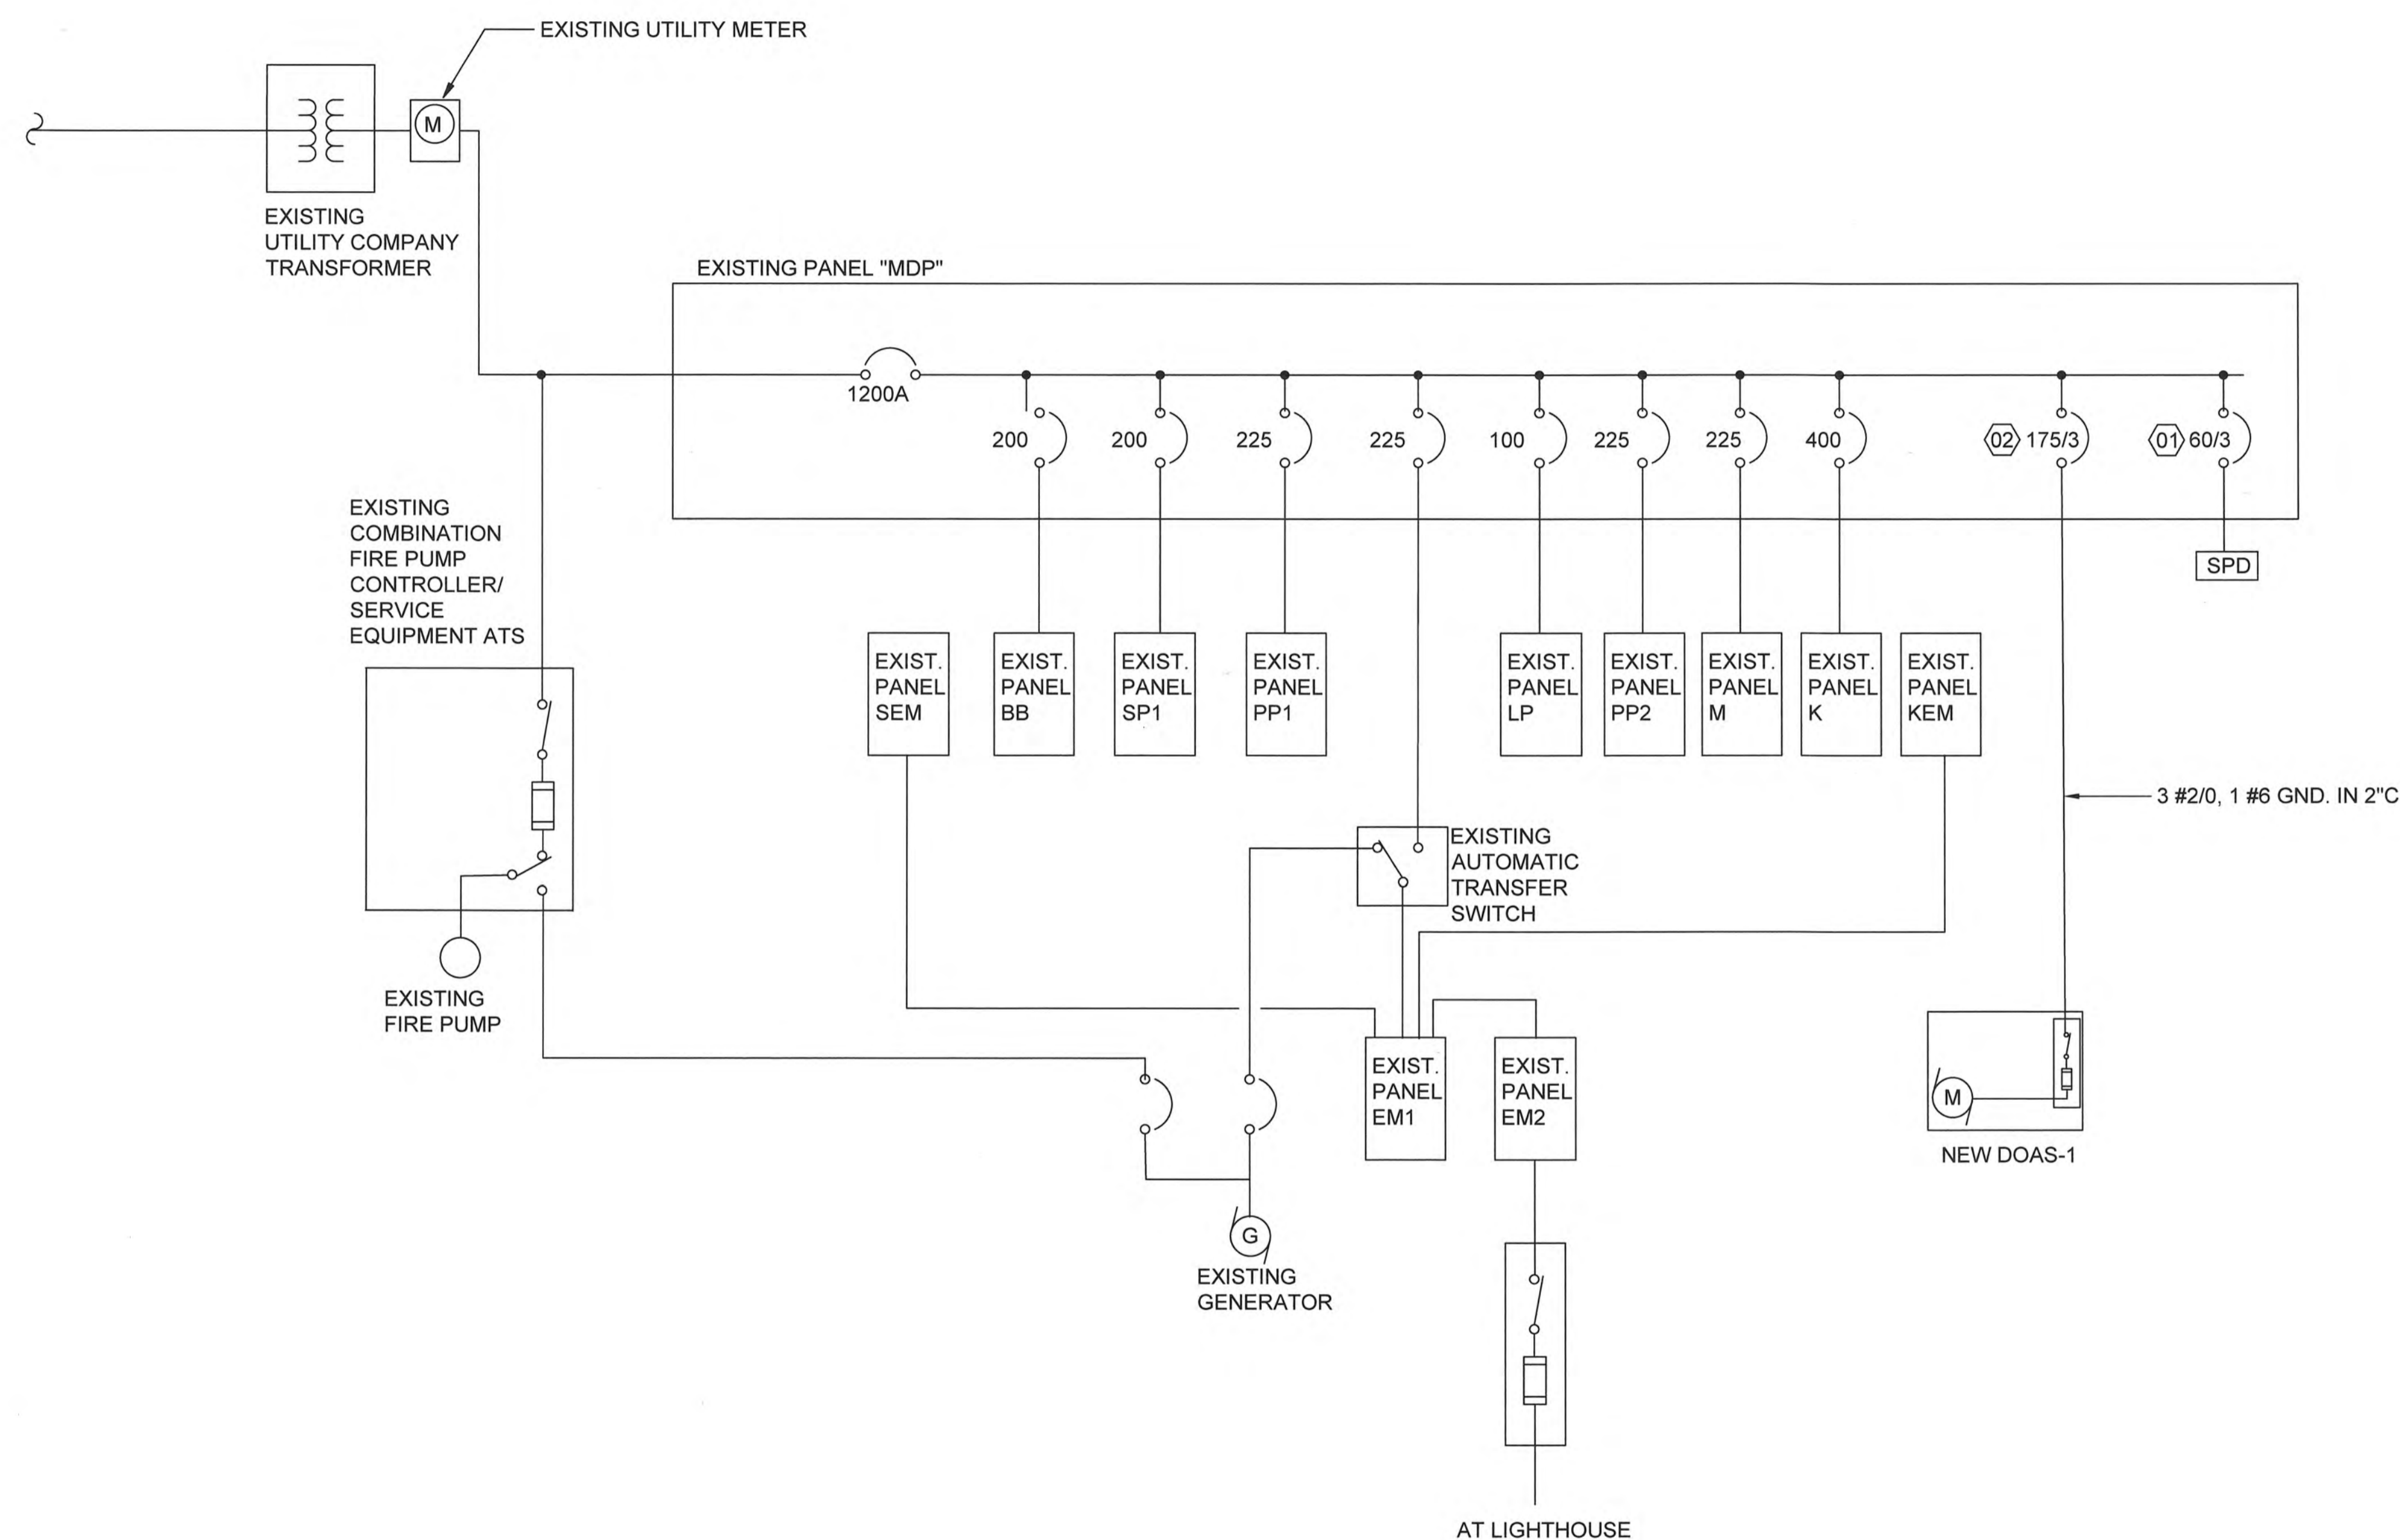 EXISTING UTILITY METER
M
EXISTING
UTILITY COMPANY
TRANSFORMER
EXISTING PANEL "MDP"
1200A
200
200
225
225
100
225
225
400
02
175/3
01
60/3
SPD
EXISTING
COMBINATION
FIRE PUMP
CONTROLLER/
SERVICE
EQUIPMENT ATS
EXIST.
PANEL
SEM
EXIST.
PANEL
BB
EXIST.
PANEL
SP1
EXIST.
PANEL
PP1
EXIST.
PANEL
LP
EXIST.
PANEL
PP2
EXIST.
PANEL
M
EXIST.
PANEL
K
EXIST.
PANEL
KEM
3 #2/0, 1 #6 GND. IN 2"C
EXISTING
AUTOMATIC
TRANSFER
SWITCH
EXISTING
FIRE PUMP
EXIST.
PANEL
EM1
EXIST.
PANEL
EM2
M
NEW DOAS-1
G
EXISTING
GENERATOR
AT LIGHTHOUSE